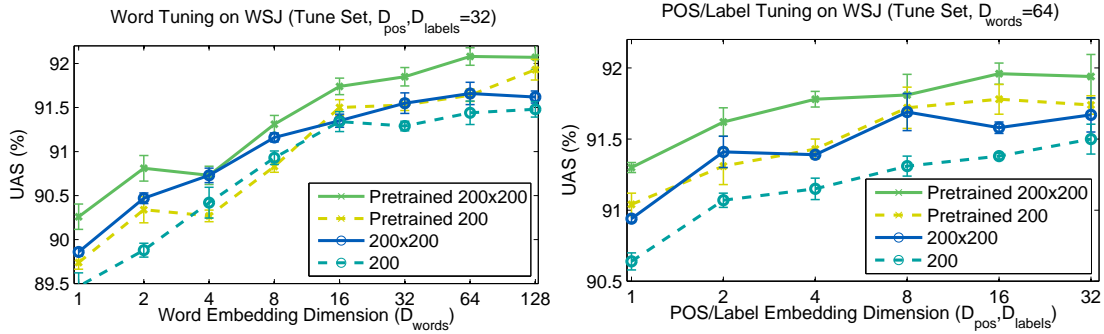 Word Tuning on WSJ (Tune Set, D_pos,D_labels=32)
UAS (%)
92
91.5
91
90.5
90
89.5
1 2 4 8 16 32 64 128
Word Embedding Dimension (D_words)
Pretrained 200x200
Pretrained 200
200x200
200
POS/Label Tuning on WSJ (Tune Set, D_words=64)
UAS (%)
92
91.5
91
90.5
1 2 4 8 16 32
POS/Label Embedding Dimension (D_pos,D_labels)
Pretrained 200x200
Pretrained 200
200x200
200